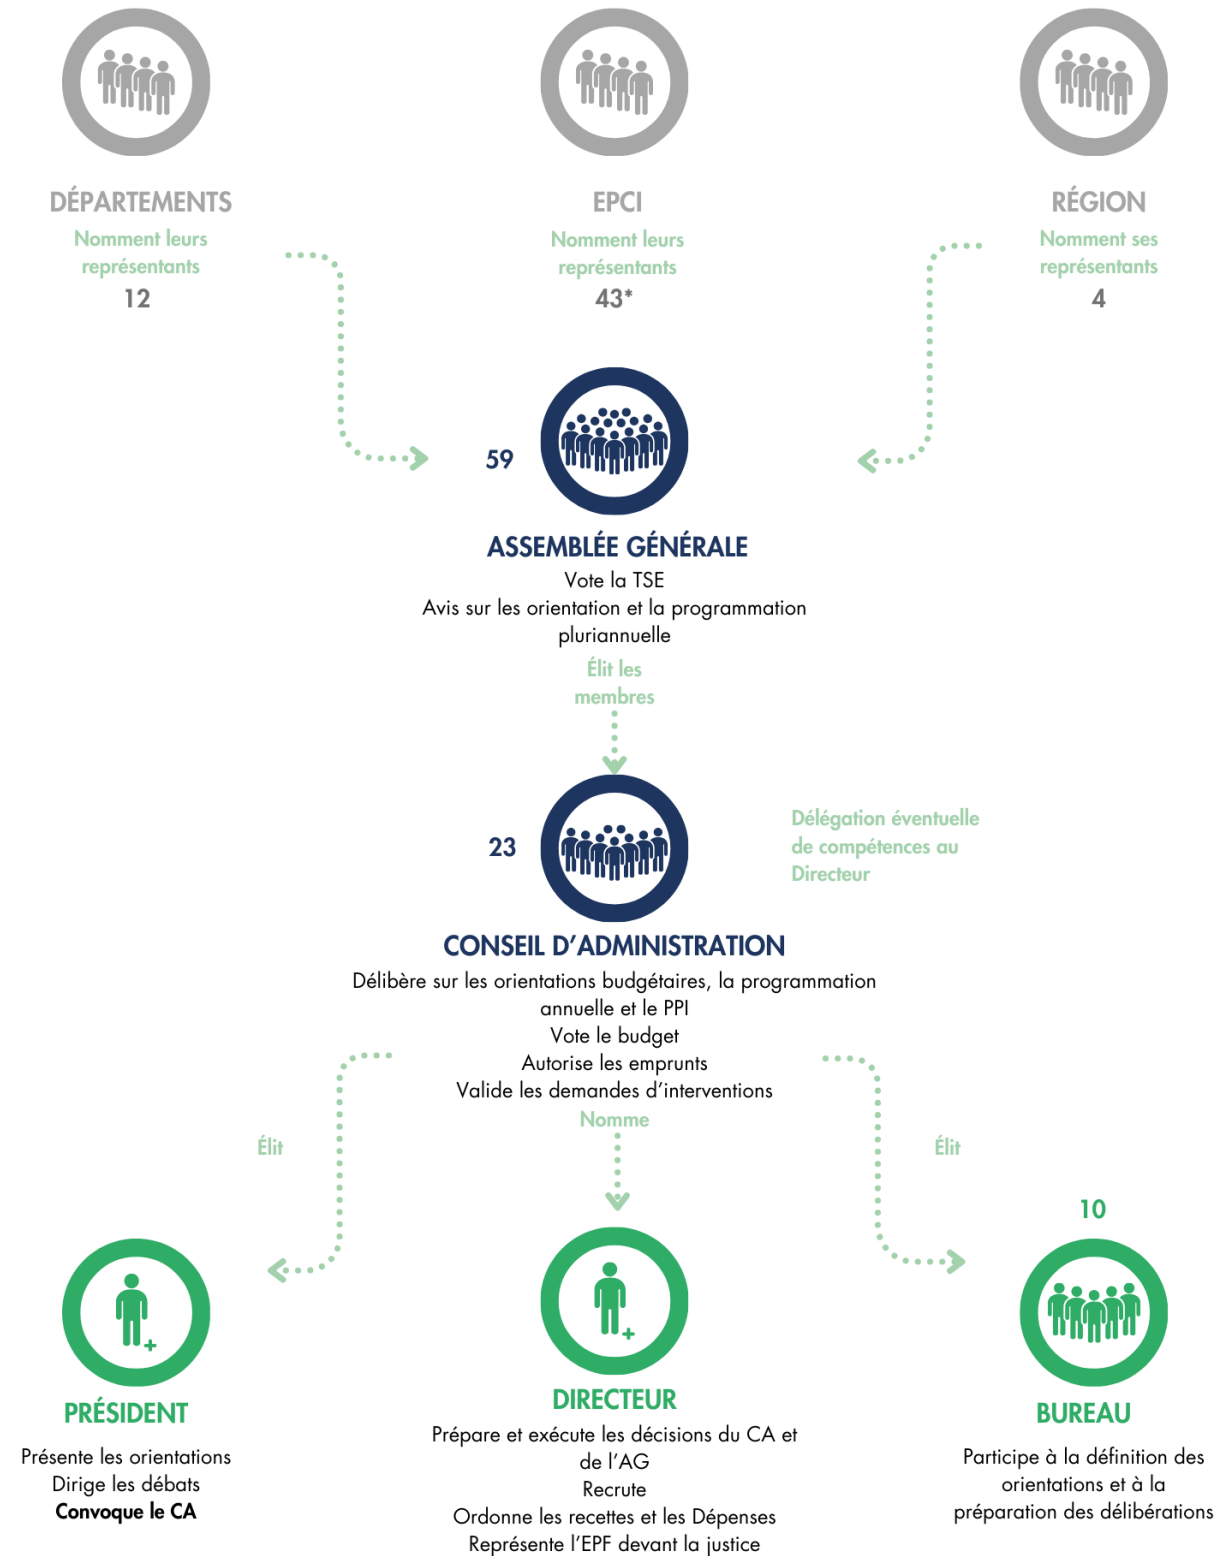 DÉPARTEMENTS
Nomment leurs
représentants
12
EPCI
Nomment leurs
représentants
43*
RÉGION
Nomment ses
représentants
4
59
ASSEMBLÉE GÉNÉRALE
Vote la TSE
Avis sur les orientation et la programmation
pluriannuelle
Élit les
membres
23
Délégation éventuelle
de compétences au
Directeur
CONSEIL D’ADMINISTRATION
Délibère sur les orientations budgétaires, la programmation
annuelle et le PPI
Vote le budget
Autorise les emprunts
Valide les demandes d’interventions
Nomme
Élit
Élit
10
PRÉSIDENT
Présente les orientations
Dirige les débats
Convoque le CA
DIRECTEUR
Prépare et exécute les décisions du CA et
de l’AG
Recrute
Ordonne les recettes et les Dépenses
Représente l’EPF devant la justice
BUREAU
Participe à la définition des
orientations et à la
préparation des délibérations